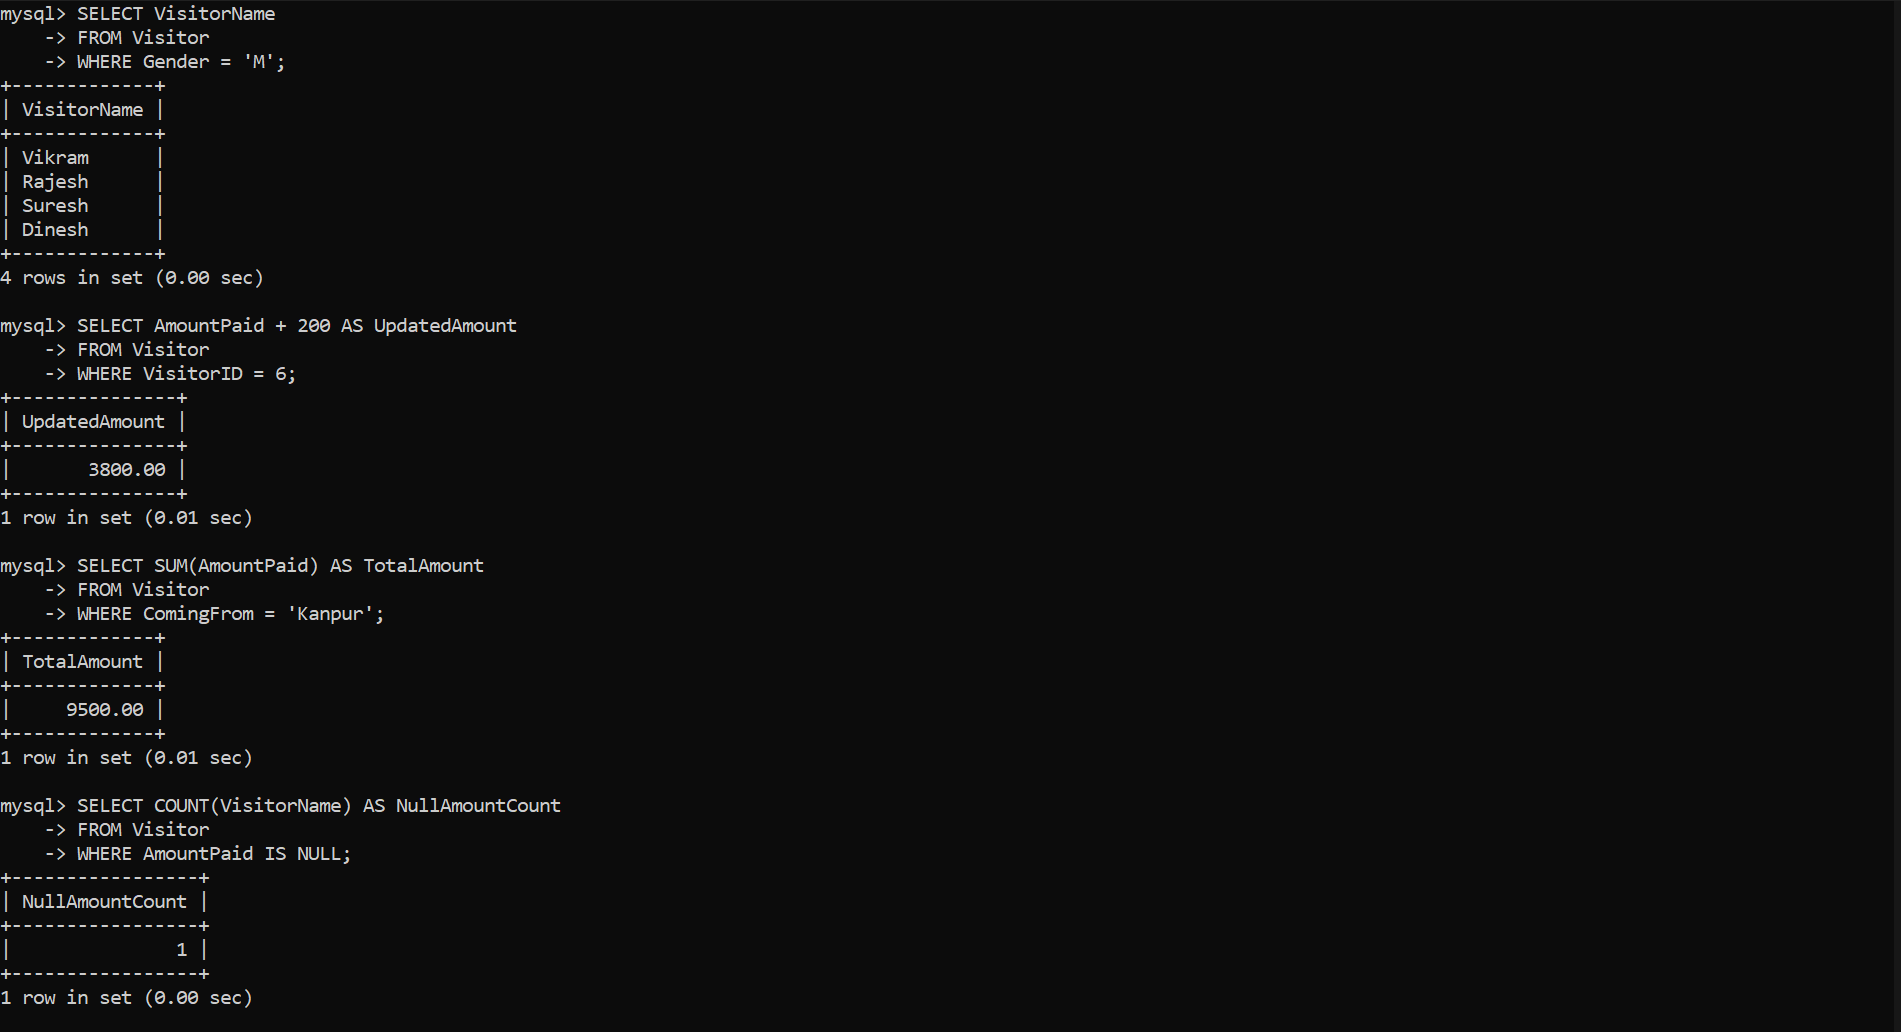 mysql> SELECT VisitorName
    -> FROM Visitor
    -> WHERE Gender = 'M';
+-------------+
| VisitorName |
+-------------+
| Vikram      |
| Rajesh      |
| Suresh      |
| Dinesh      |
+-------------+
4 rows in set (0.00 sec)

mysql> SELECT AmountPaid + 200 AS UpdatedAmount
    -> FROM Visitor
    -> WHERE VisitorID = 6;
+---------------+
| UpdatedAmount |
+---------------+
|       3800.00 |
+---------------+
1 row in set (0.01 sec)

mysql> SELECT SUM(AmountPaid) AS TotalAmount
    -> FROM Visitor
    -> WHERE ComingFrom = 'Kanpur';
+-------------+
| TotalAmount |
+-------------+
|     9500.00 |
+-------------+
1 row in set (0.01 sec)

mysql> SELECT COUNT(VisitorName) AS NullAmountCount
    -> FROM Visitor
    -> WHERE AmountPaid IS NULL;
+-----------------+
| NullAmountCount |
+-----------------+
|               1 |
+-----------------+
1 row in set (0.00 sec)